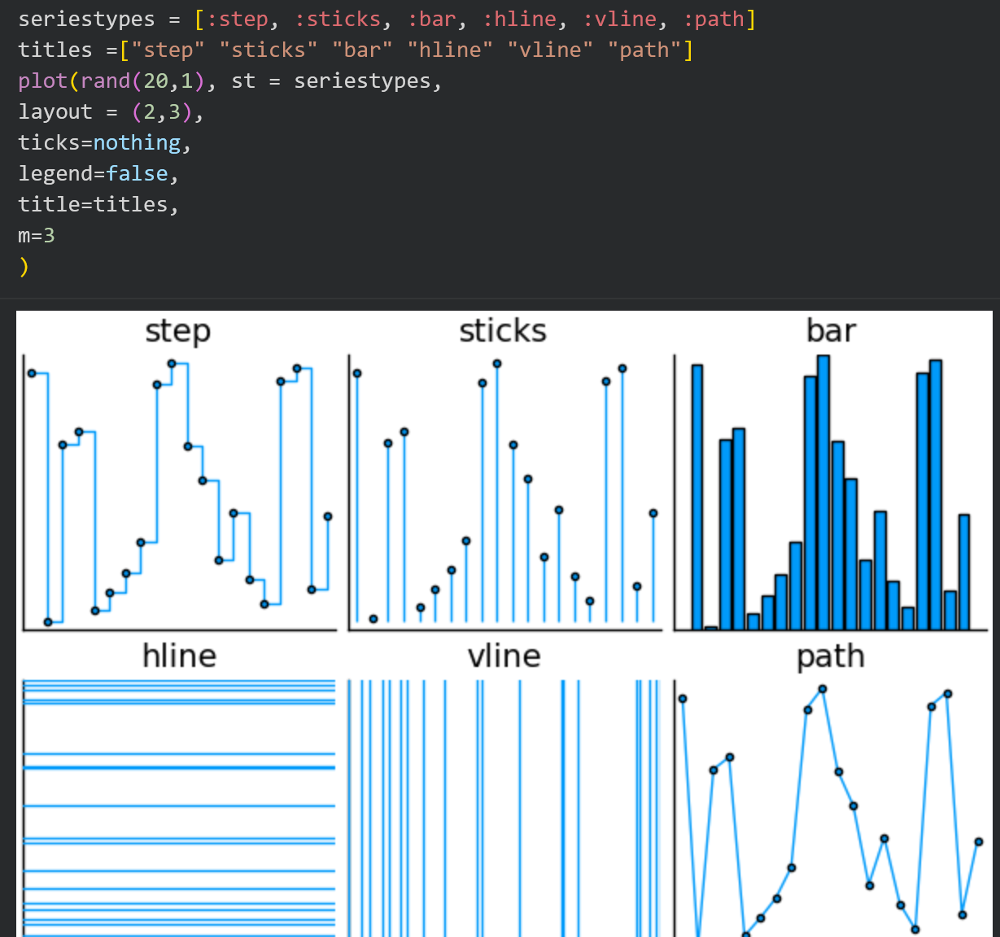 seriestypes = [:step, :sticks, :bar, :hline, :vline, :path]
titles =["step" "sticks" "bar" "hline" "vline" "path"]
plot(rand(20,1), st = seriestypes,
layout = (2,3),
ticks=nothing,
legend=false,
title=titles,
m=3
)
step sticks bar
hline vline path